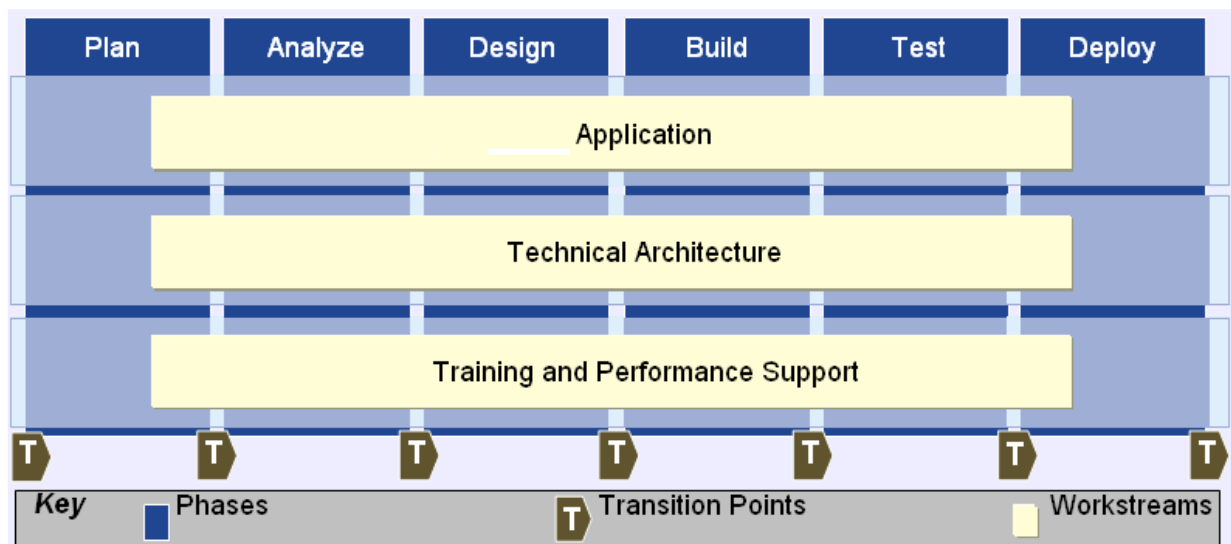 Plan Analyze Design Build Test Deploy
Application
Technical Architecture
Training and Performance Support
T T T T T T T
Key Phases T Transition Points Workstreams